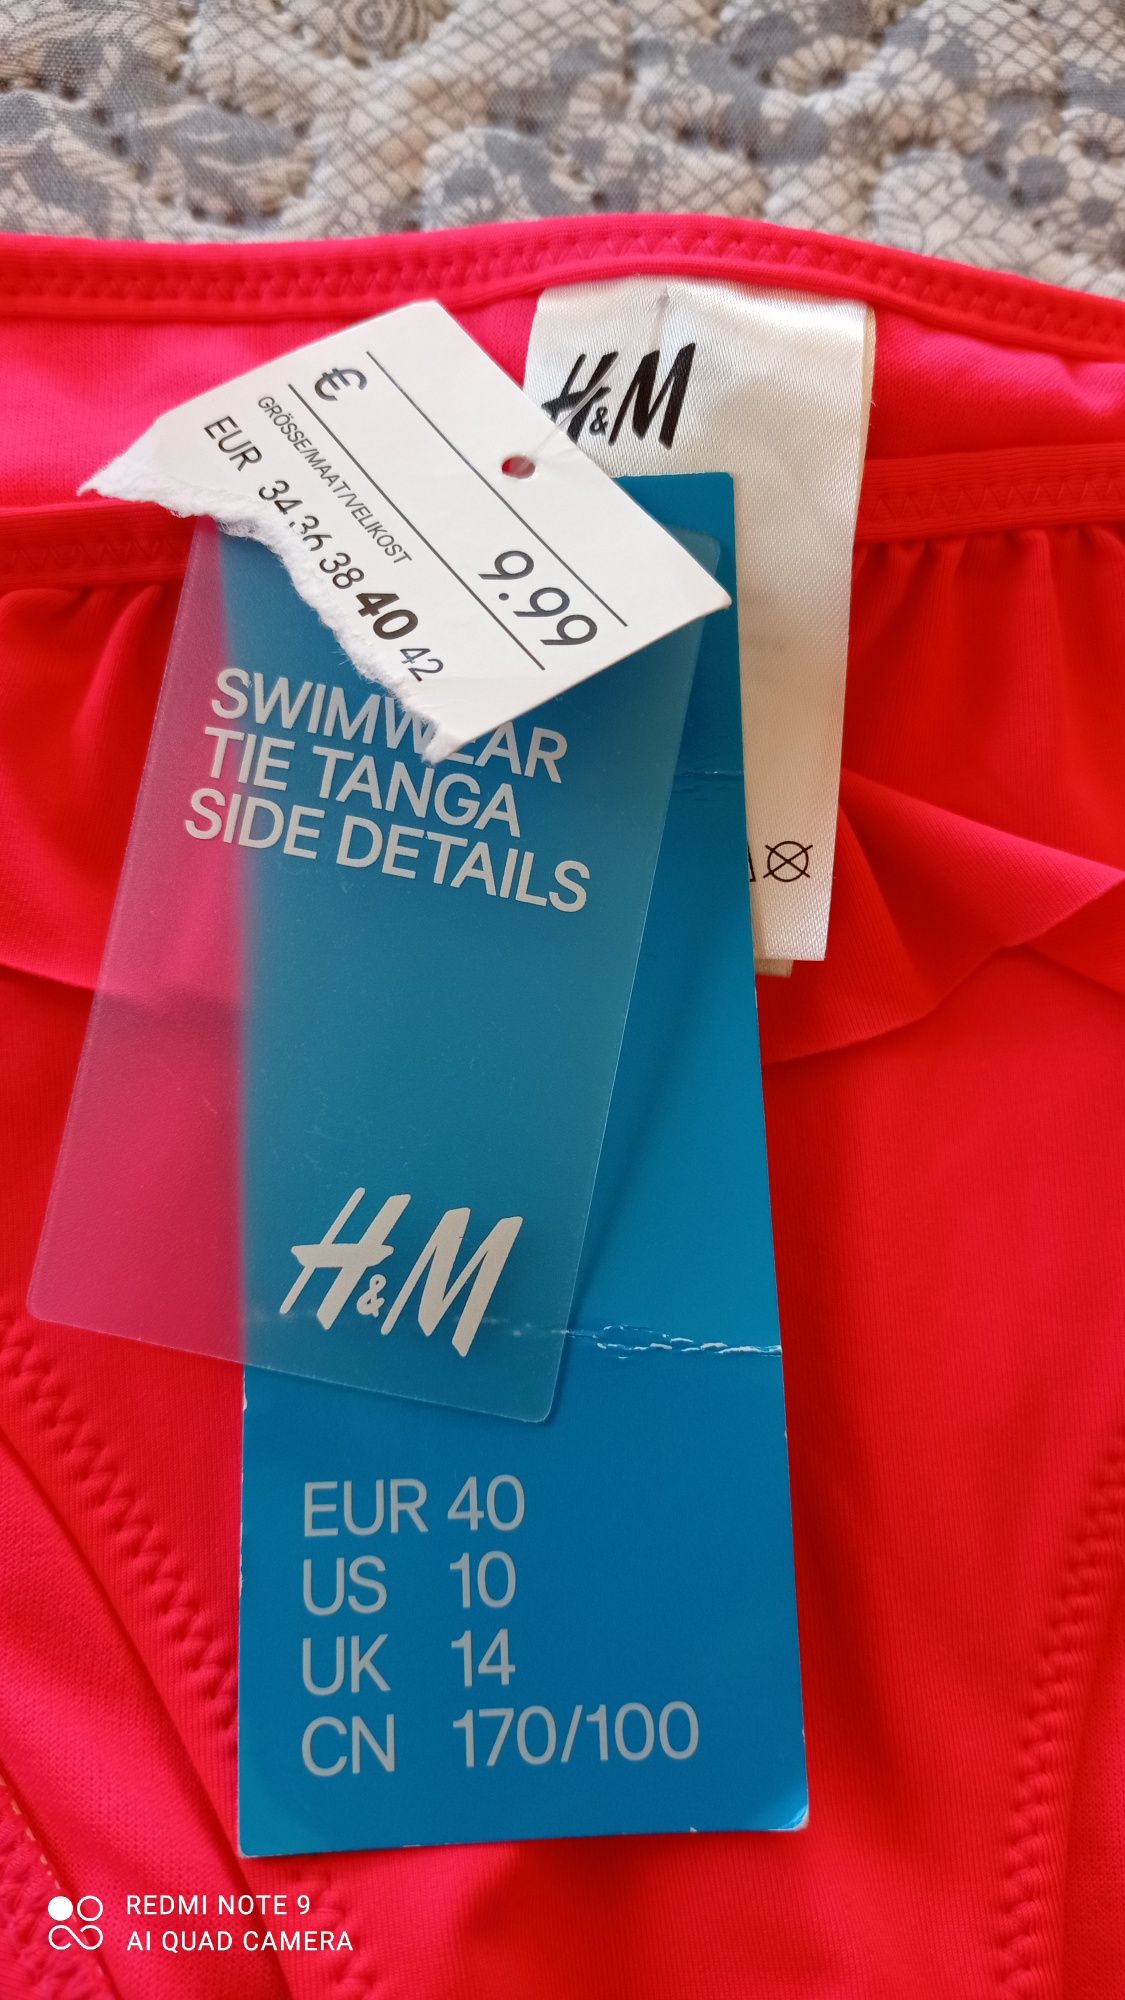 H&M
€ 9.99
GRÖSSE/MAAT/VELIKOST
EUR 34 36 38 40 42
SWIMWEAR
TIE TANGA
SIDE DETAILS
H&M
EUR 40
US 10
UK 14
CN 170/100
REDMI NOTE 9
AI QUAD CAMERA